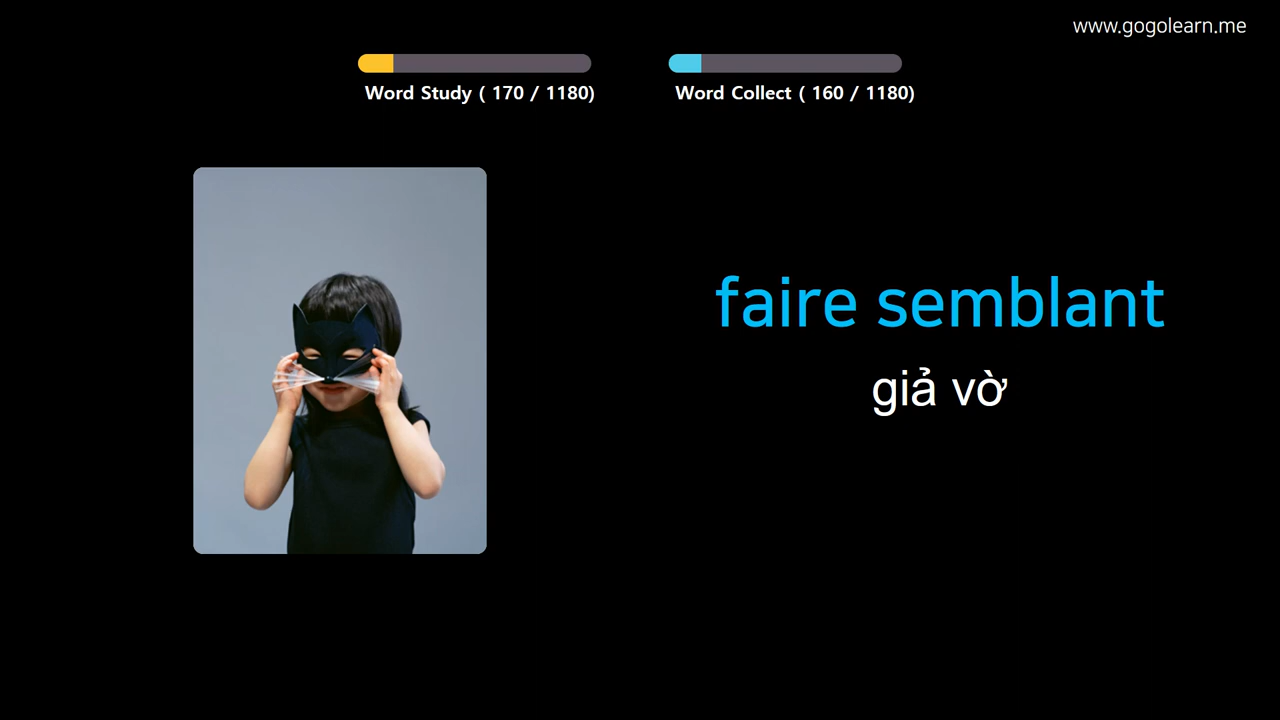 www.gogolearn.me
Word Study ( 170 / 1180)
Word Collect ( 160 / 1180)
faire semblant
giả vờ